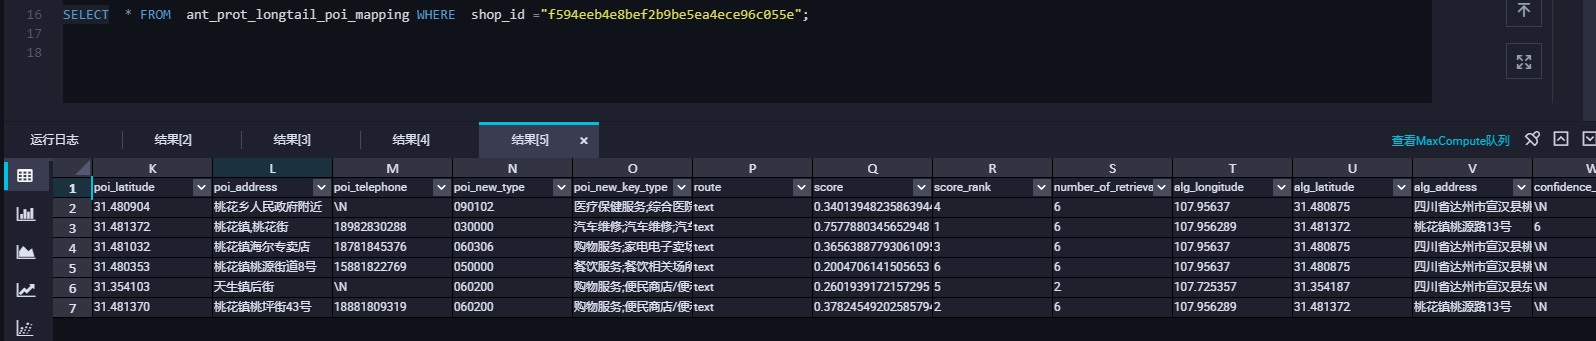 16 SELECT * FROM ant_prot_longtail_poi_mapping WHERE shop_id ="f594eeb4e8bef2b9be5ea4ece96c055e";
17
18
运行日志 结果[2] 结果[3] 结果[4] 结果[5] × 查看MaxCompute队列
K L M N O P Q R S T U V W
1 poi_latitude poi_address poi_telephone poi_new_type poi_new_key_type route score score_rank number_of_retrieva alg_longitude alg_latitude alg_address confidence_
2 31.480904 桃花乡人民政府附近 \N 090102 医疗保健服务;综合医院 text 0.34013948235863944 4 6 107.95637 31.480875 四川省达州市宣汉县桃 \N
3 31.481372 桃花镇,桃花街 18982830288 030000 汽车维修;汽车维修;汽车 text 0.7577880345652948 1 6 107.956289 31.481372 桃花镇桃源路13号 6
4 31.481032 桃花镇海尔专卖店 18781845376 060306 购物服务;家电电子卖场 text 0.3656388779306109 3 6 107.95637 31.480875 四川省达州市宣汉县桃 \N
5 31.480353 桃花镇桃源街道8号 15881822769 050000 餐饮服务;餐饮相关场所 text 0.2004706141505653 6 6 107.95637 31.480875 四川省达州市宣汉县桃 \N
6 31.354103 天生镇后街 \N 060200 购物服务;便民商店/便 text 0.2601939172157295 5 2 107.725357 31.354187 四川省达州市宣汉县东 \N
7 31.481370 桃花镇桃坪街43号 18881809319 060200 购物服务;便民商店/便 text 0.3782454920258579 2 6 107.956289 31.481372 桃花镇桃源路13号 \N